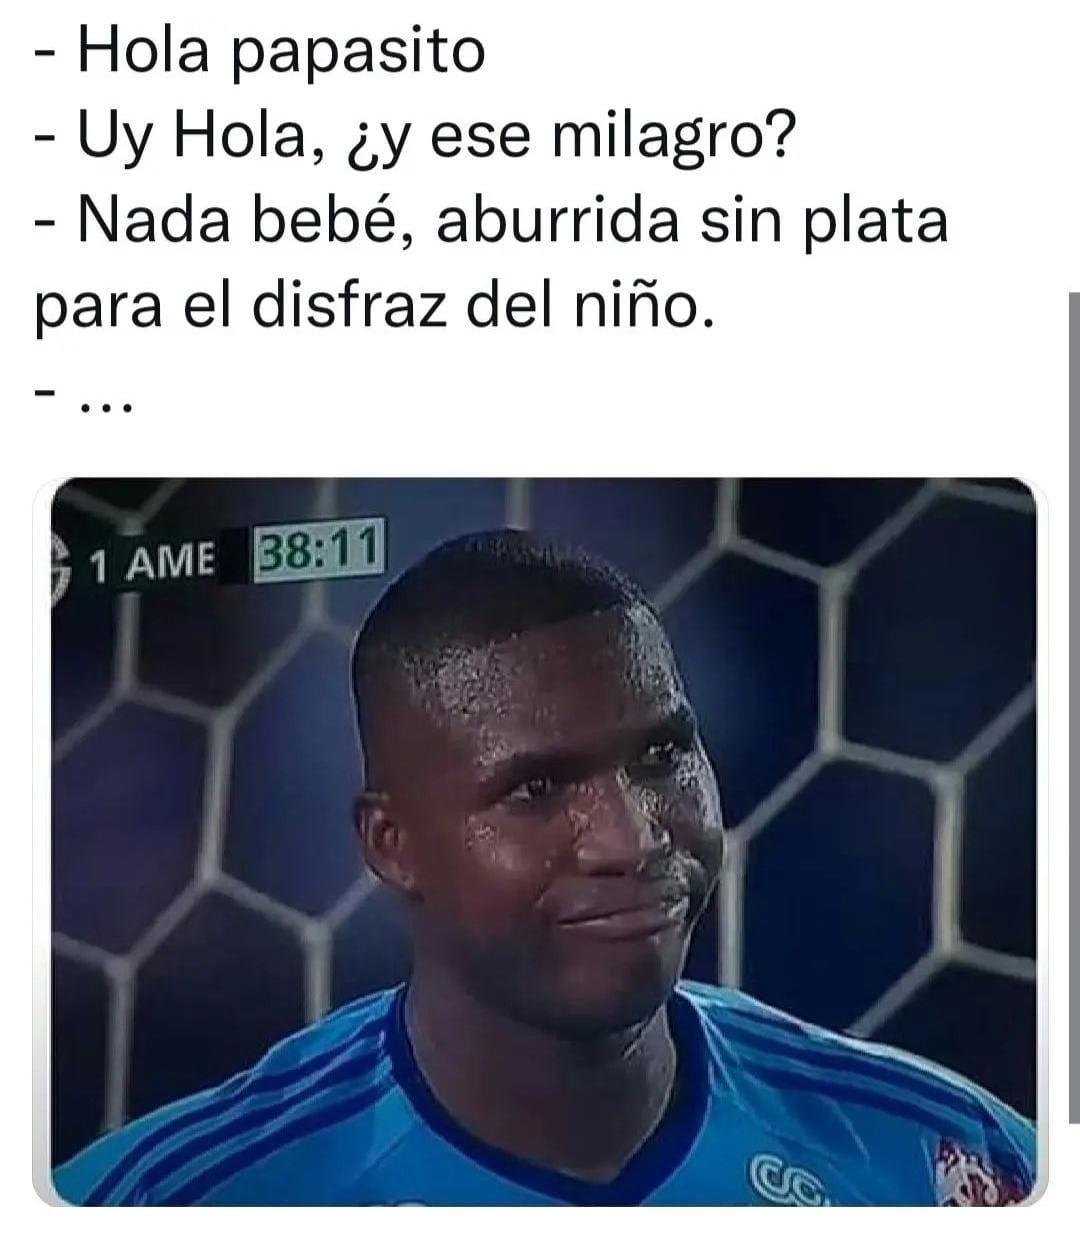 - Hola papasito
- Uy Hola, ¿y ese milagro?
- Nada bebé, aburrida sin plata
para el disfraz del niño.
- ...
1 AME 38:11